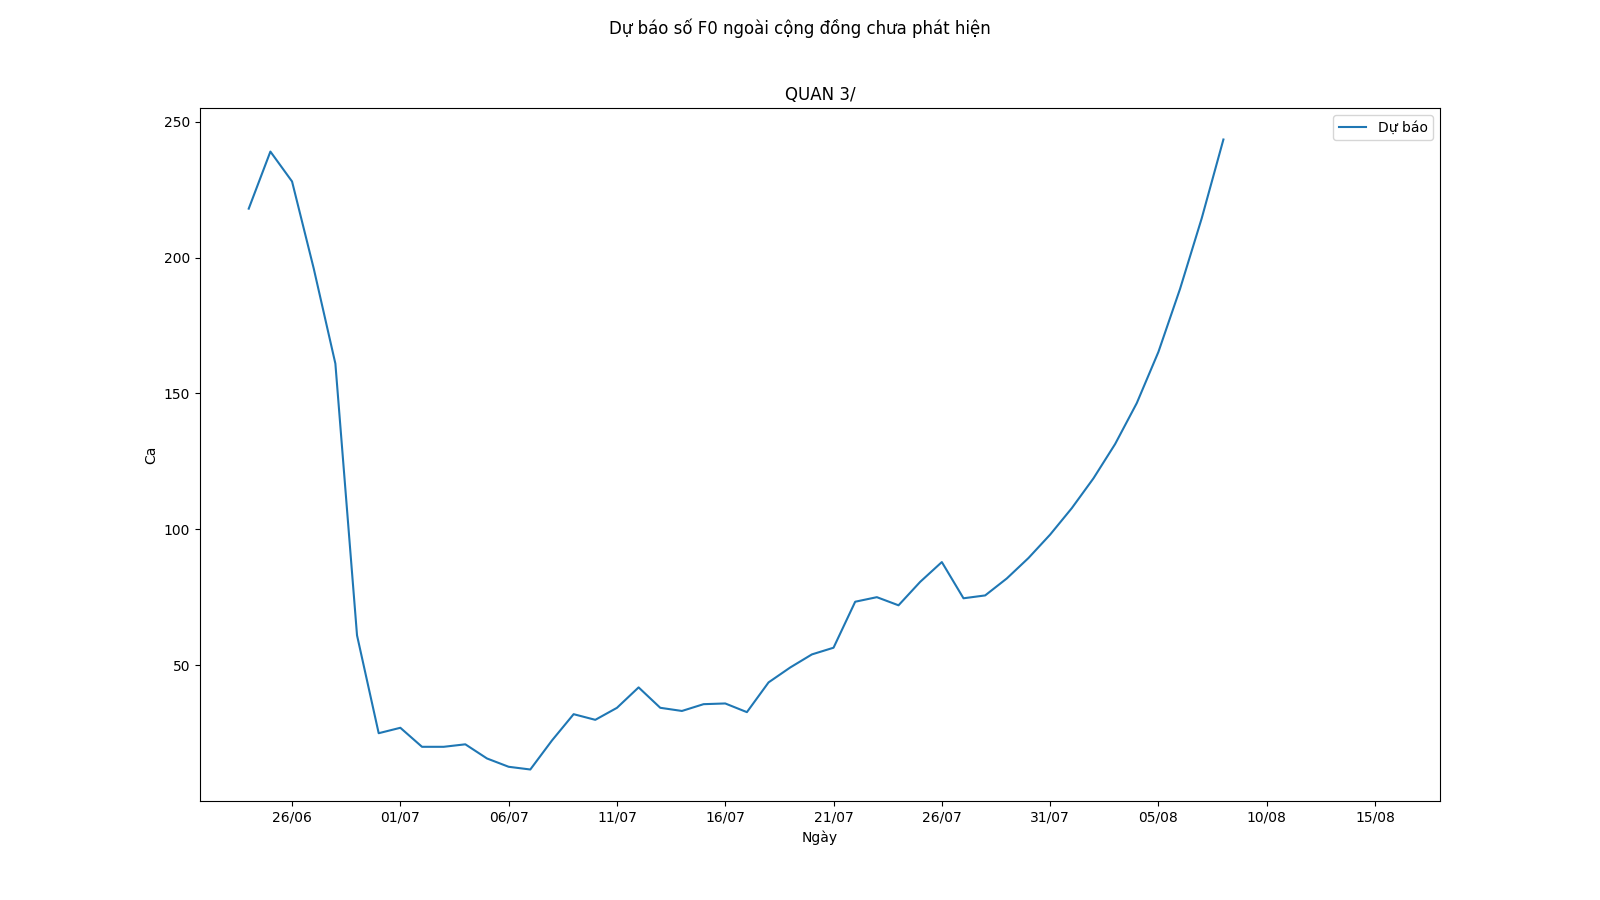 Dự báo số F0 ngoài cộng đồng chưa phát hiện
QUAN 3/
Dự báo
250
200
150
100
50
Ca
26/06 01/07 06/07 11/07 16/07 21/07 26/07 31/07 05/08 10/08 15/08
Ngày